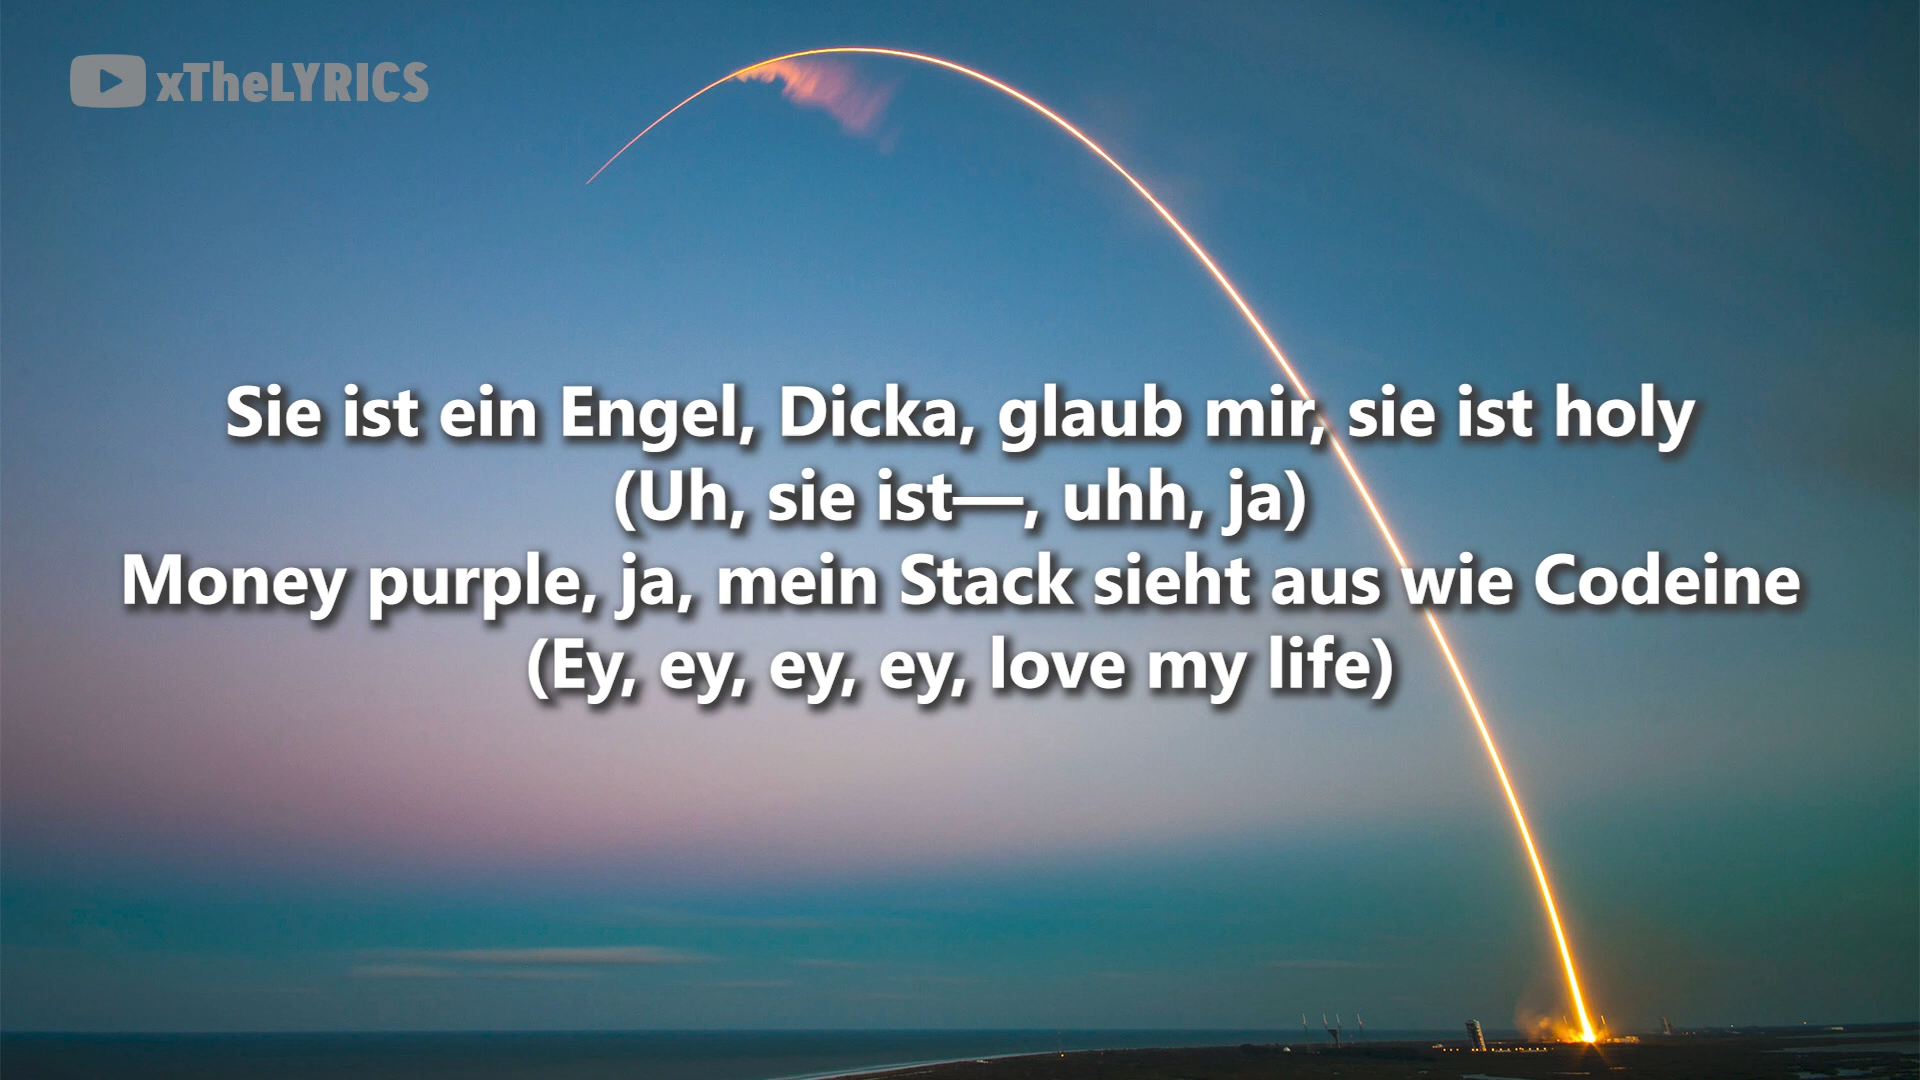 xTheLYRICS
Sie ist ein Engel, Dicka, glaub mir, sie ist holy
(Uh, sie ist—, uhh, ja)
Money purple, ja, mein Stack sieht aus wie Codeine
(Ey, ey, ey, ey, love my life)